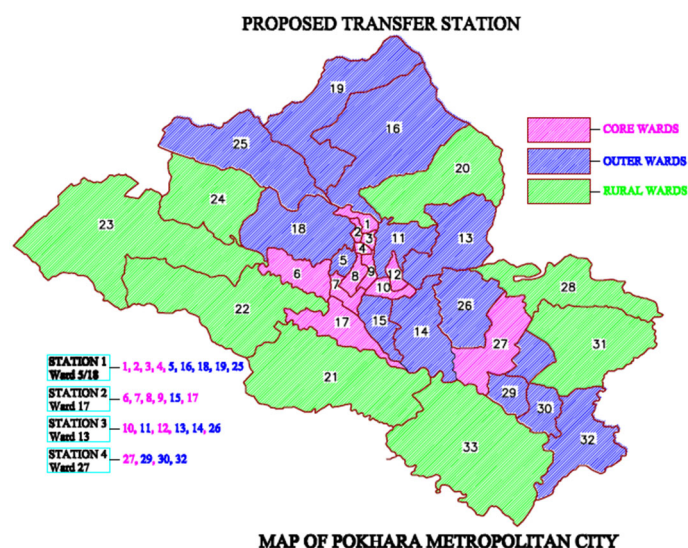 PROPOSED TRANSFER STATION
19
16
25
20
24
23
18
1
2
3
4
11
13
5
6
7
8
9
12
10
28
26
22
17
15
14
27
31
21
29
30
32
33
CORE WARDS
OUTER WARDS
RURAL WARDS
STATION 1
Ward 5/18
1, 2, 3, 4, 5, 16, 18, 19, 25
STATION 2
Ward 17
6, 7, 8, 9, 15, 17
STATION 3
Ward 13
10, 11, 12, 13, 14, 26
STATION 4
Ward 27
27, 29, 30, 32
MAP OF POKHARA METROPOLITAN CITY